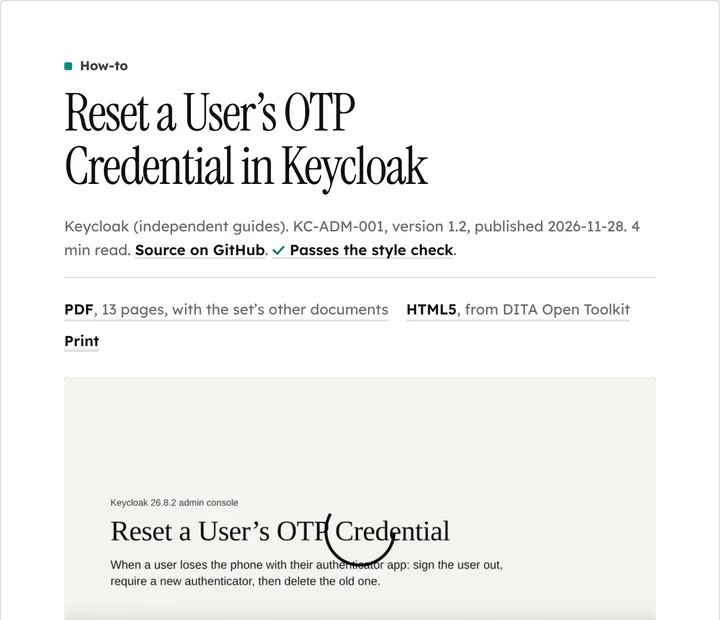 How-to
Reset a User’s OTP
Credential in Keycloak
Keycloak (independent guides). KC-ADM-001, version 1.2, published 2026-11-28. 4
min read. Source on GitHub. ✓ Passes the style check.
PDF, 13 pages, with the set’s other documents HTML5, from DITA Open Toolkit
Print
Keycloak 26.8.2 admin console
Reset a User’s OTP Credential
When a user loses the phone with their authenticator app: sign the user out,
require a new authenticator, then delete the old one.